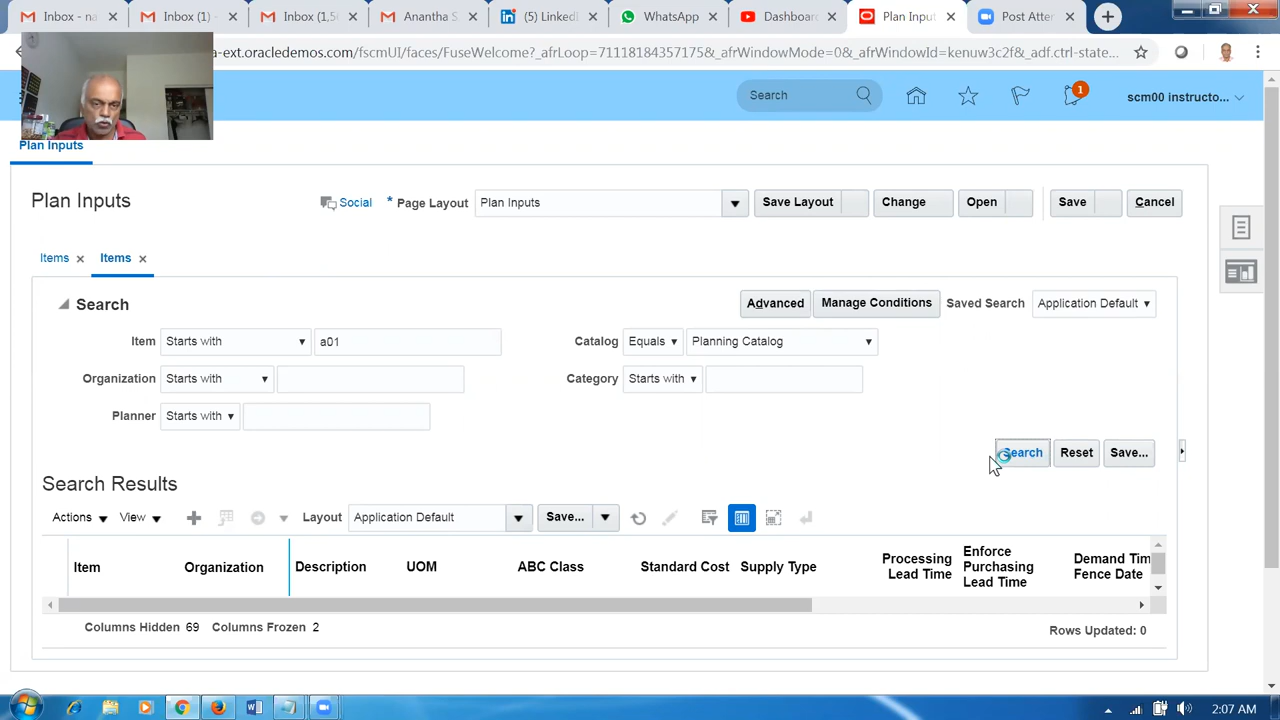 Inbox - na
Inbox (1) -
Inbox (1,5
Anantha S
Linked
WhatsApp
Dashboa
Plan Input
Post Atter
a-ext.oracledemos.com/fscmUI/faces/FuseWelcome?_afrLoop=71118184357175&_afrWindowMode=0&_afrWindowId=kenuw3c2f&_adf.ctrl-state...
Search
1
scm00 instructo...
Plan Inputs
Plan Inputs
Social
* Page Layout
Plan Inputs
Save Layout
Change
Open
Save
Cancel
Items
Items
Search
Advanced
Manage Conditions
Saved Search
Application Default
Item
Starts with
a01
Catalog
Equals
Planning Catalog
Organization
Starts with
Category
Starts with
Planner
Starts with
Search
Reset
Save...
Search Results
Actions
View
Layout
Application Default
Save...
Item
Organization
Description
UOM
ABC Class
Standard Cost
Supply Type
Processing
Lead Time
Enforce
Purchasing
Lead Time
Demand Tim
Fence Date
Columns Hidden 69
Columns Frozen 2
Rows Updated: 0
2:07 AM